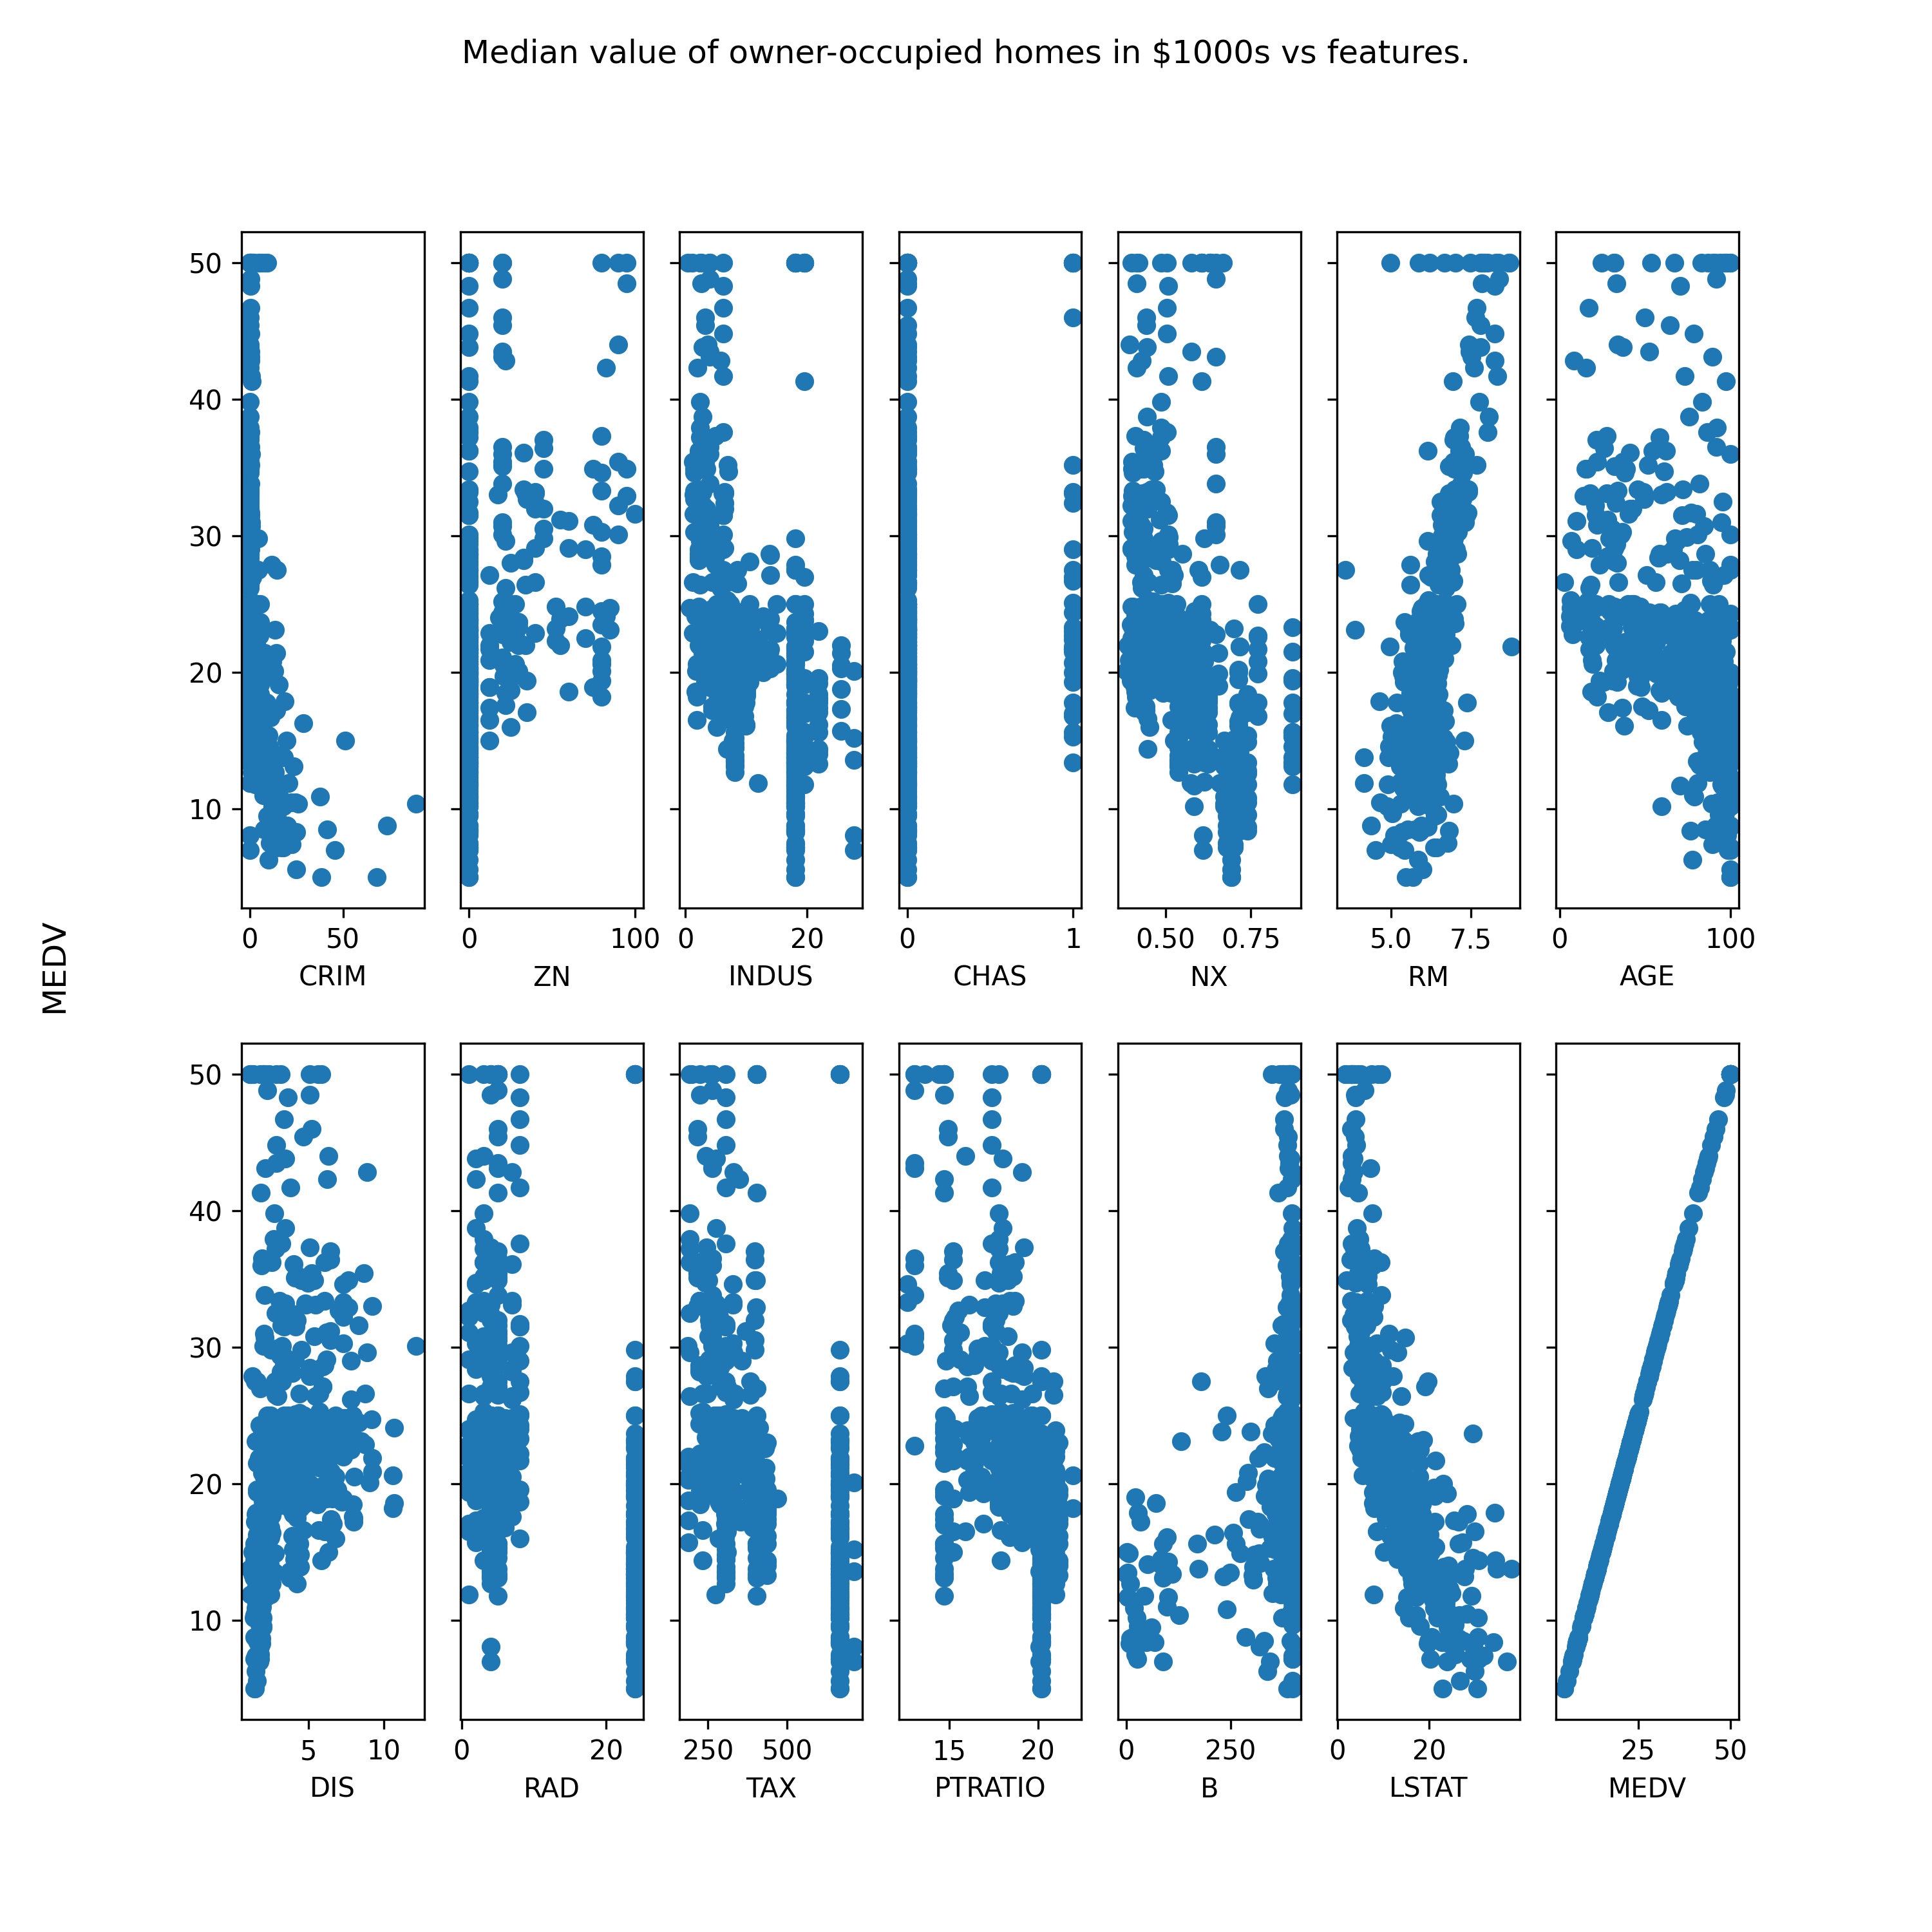 Median value of owner-occupied homes in $1000s vs features.
MEDV
50
40
30
20
10
0 50
CRIM
0 100
ZN
0 20
INDUS
0 1
CHAS
0.50 0.75
NX
5.0 7.5
RM
0 100
AGE
50
40
30
20
10
5 10
DIS
0 20
RAD
250 500
TAX
15 20
PTRATIO
0 250
B
0 20
LSTAT
25 50
MEDV